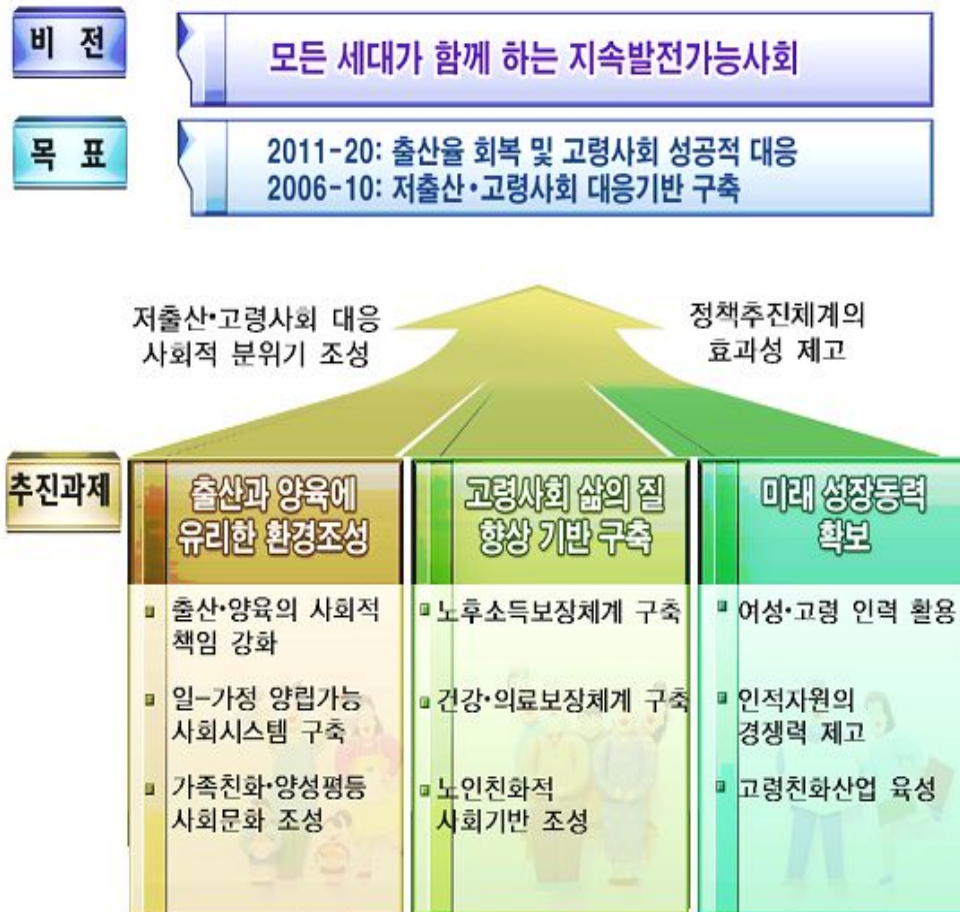 비 전
모든 세대가 함께 하는 지속발전가능사회
목 표
2011-20: 출산율 회복 및 고령사회 성공적 대응
2006-10: 저출산•고령사회 대응기반 구축
저출산•고령사회 대응
사회적 분위기 조성
정책추진체계의
효과성 제고
추진과제
출산과 양육에
유리한 환경조성
출산•양육의 사회적
책임 강화
일-가정 양립가능
사회시스템 구축
가족친화•양성평등
사회문화 조성
고령사회 삶의 질
향상 기반 구축
노후소득보장체계 구축
건강•의료보장체계 구축
노인친화적
사회기반 조성
미래 성장동력
확보
여성•고령 인력 활용
인적자원의
경쟁력 제고
고령친화산업 육성